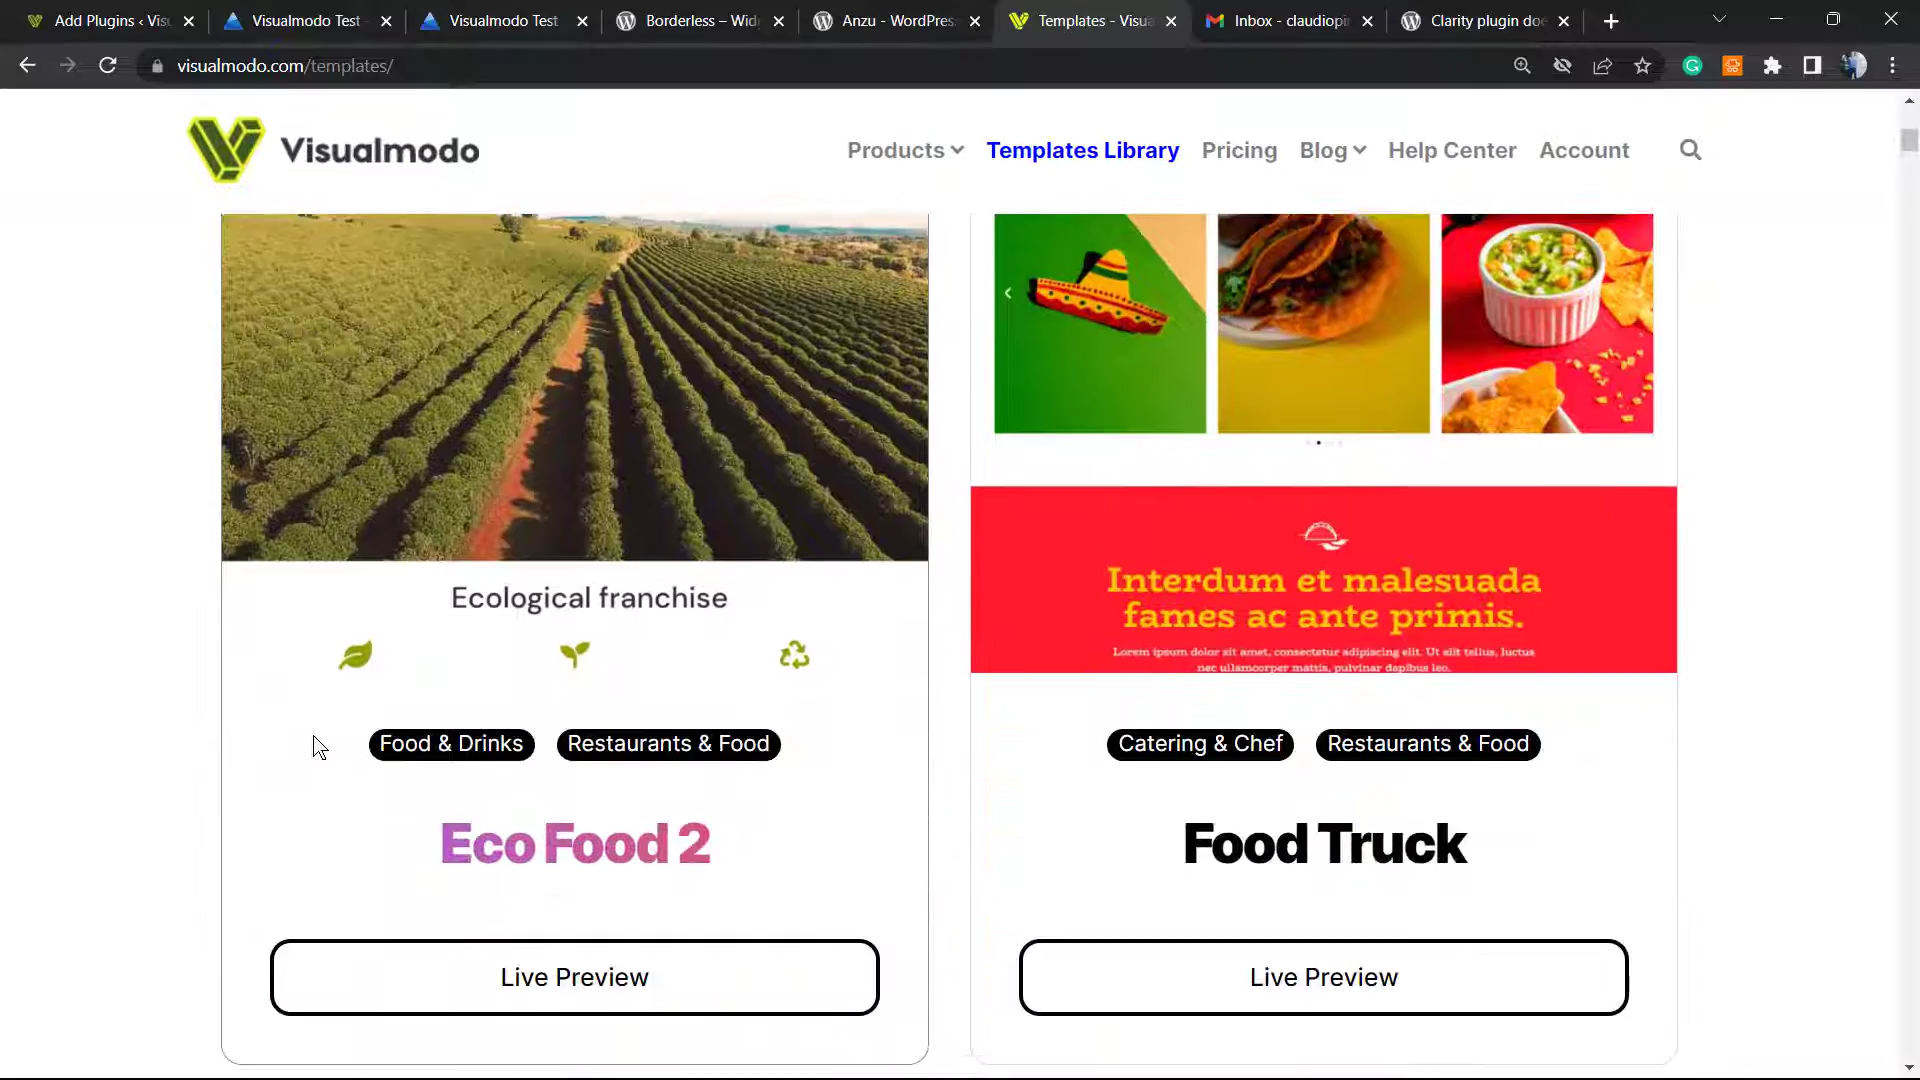 Add Plugins ‹ Vis
Visualmodo Test
Visualmodo Test
Borderless – Wid
Anzu - WordPres
Templates - Visua
Inbox - claudiopi
Clarity plugin doe
visualmodo.com/templates/
Visualmodo
Products
Templates Library
Pricing
Blog
Help Center
Account
Ecological franchise
Food & Drinks
Restaurants & Food
Eco Food 2
Live Preview
Interdum et malesuada
fames ac ante primis.
Lorem ipsum dolor sit amet, consectetur adipiscing elit. Ut elit tellus, luctus
nec ullamcorper mattis, pulvinar dapibus leo.
Catering & Chef
Restaurants & Food
Food Truck
Live Preview